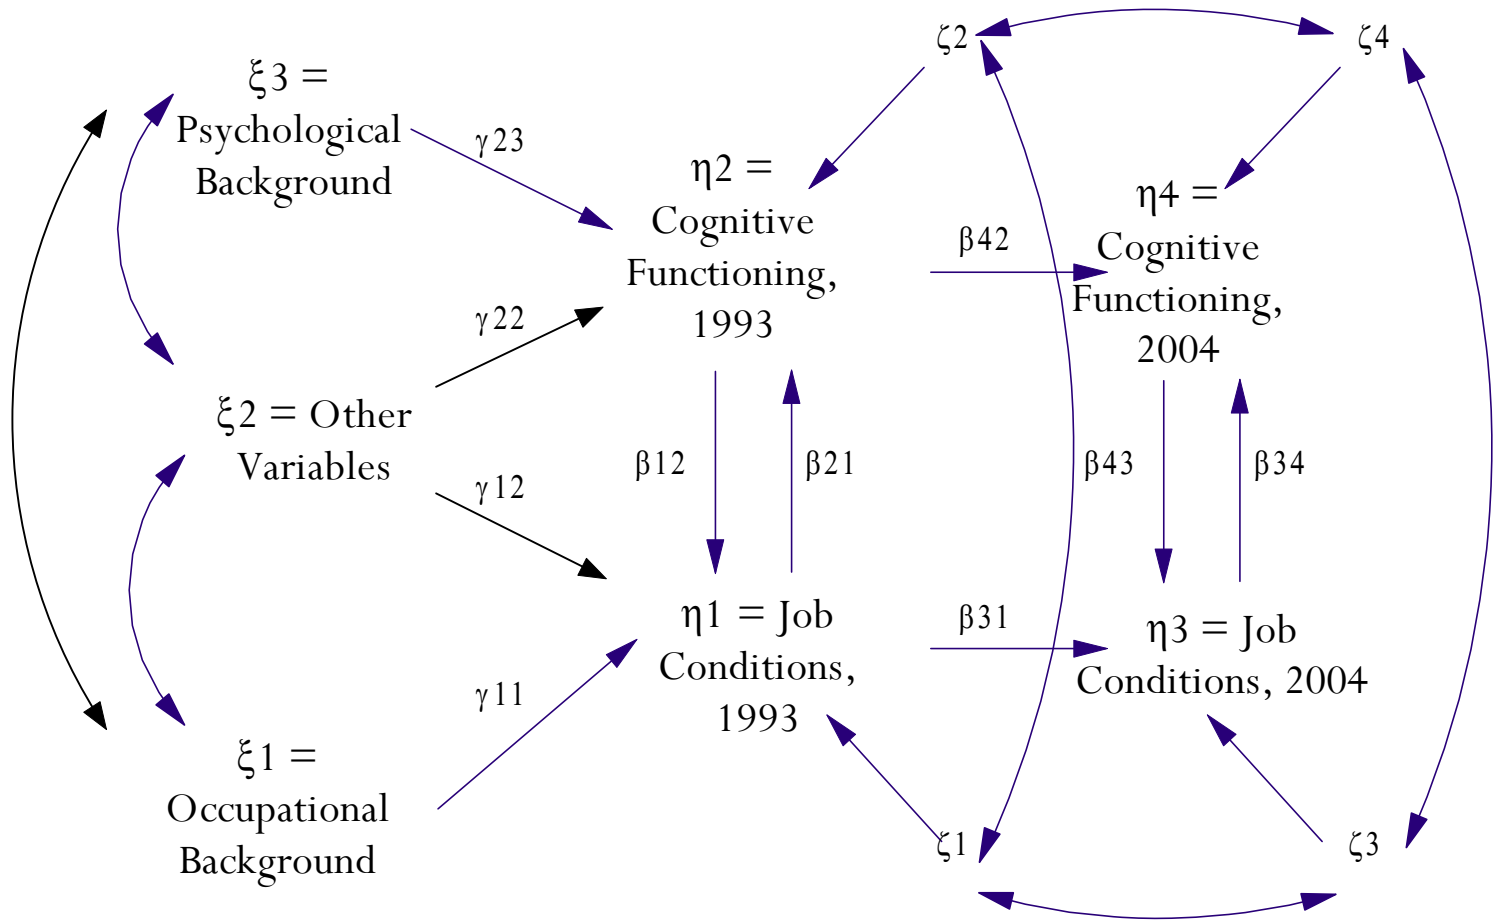 ξ3 =
Psychological
Background
γ23
ξ2 = Other
Variables
γ22
γ12
ξ1 =
Occupational
Background
γ11
η2 =
Cognitive
Functioning,
1993
β12
β21
η1 = Job
Conditions,
1993
ζ2
β42
β31
ζ1
ζ4
η4 =
Cognitive
Functioning,
2004
β43
β34
η3 = Job
Conditions, 2004
ζ3